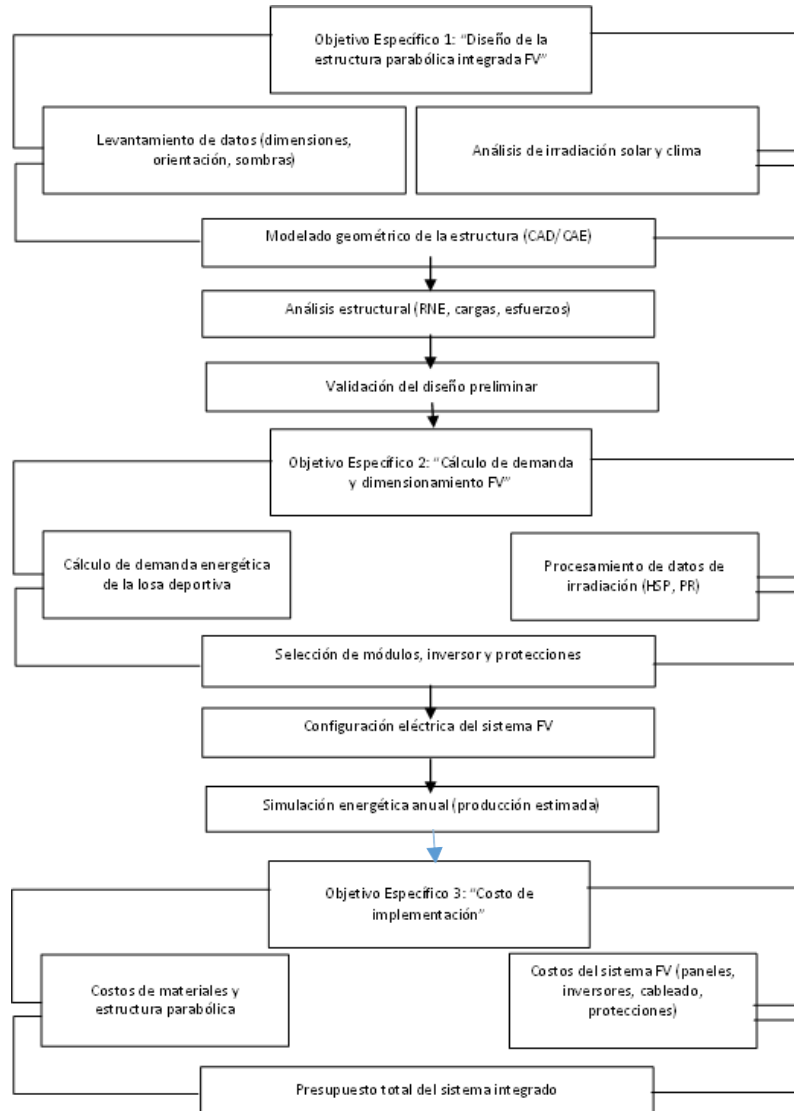 Objetivo Específico 1: "Diseño de la
estructura parabólica integrada FV"
Levantamiento de datos (dimensiones,
orientación, sombras)
Análisis de irradiación solar y clima
Modelado geométrico de la estructura (CAD/CAE)
Análisis estructural (RNE, cargas, esfuerzos)
Validación del diseño preliminar
Objetivo Específico 2: "Cálculo de demanda
y dimensionamiento FV"
Cálculo de demanda energética
de la losa deportiva
Procesamiento de datos de
irradiación (HSP, PR)
Selección de módulos, inversor y protecciones
Configuración eléctrica del sistema FV
Simulación energética anual (producción estimada)
Objetivo Específico 3: "Costo de
implementación"
Costos de materiales y
estructura parabólica
Costos del sistema FV (paneles,
inversores, cableado,
protecciones)
Presupuesto total del sistema integrado